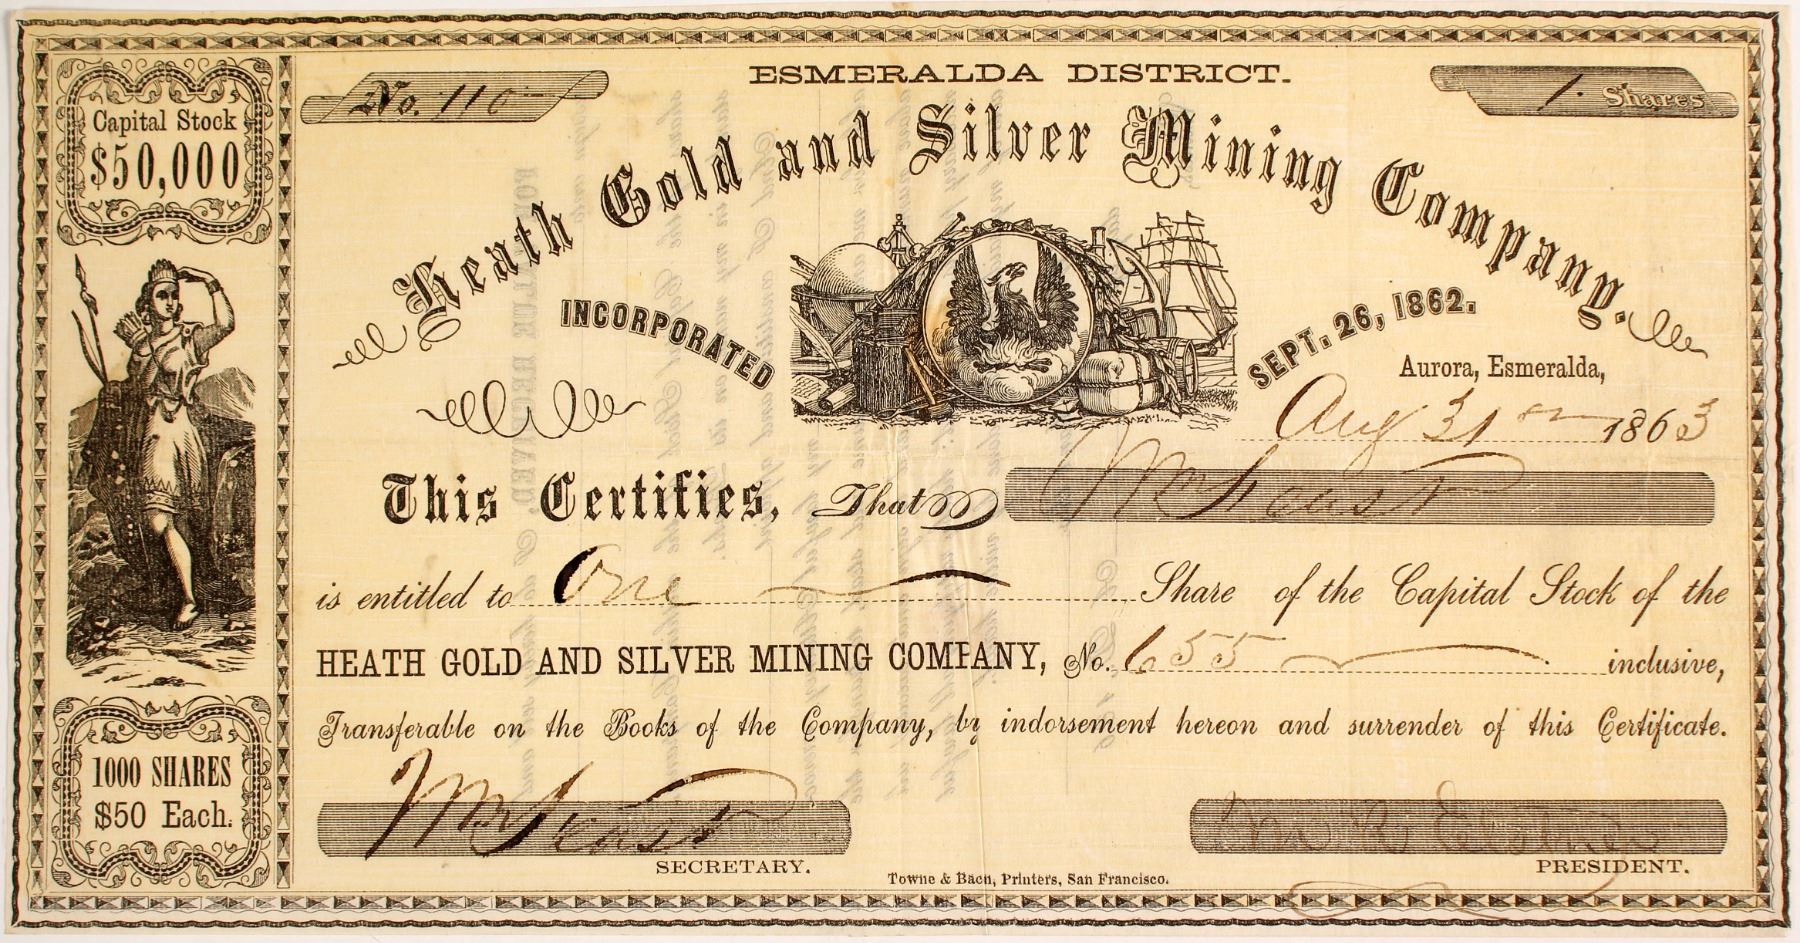 ESMERALDA DISTRICT.
No. 110
1. Shares
Capital Stock
$50,000
Heath Gold and Silver Mining Company.
INCORPORATED SEPT. 26, 1862.
Aurora, Esmeralda,
Aug 31 1863
This Certifies, That
is entitled to One Share of the Capital Stock of the
HEATH GOLD AND SILVER MINING COMPANY, No. 655 inclusive,
Transferable on the Books of the Company, by indorsement hereon and surrender of this Certificate.
1000 SHARES
$50 Each.
SECRETARY.
PRESIDENT.
Towne & Bacon, Printers, San Francisco.